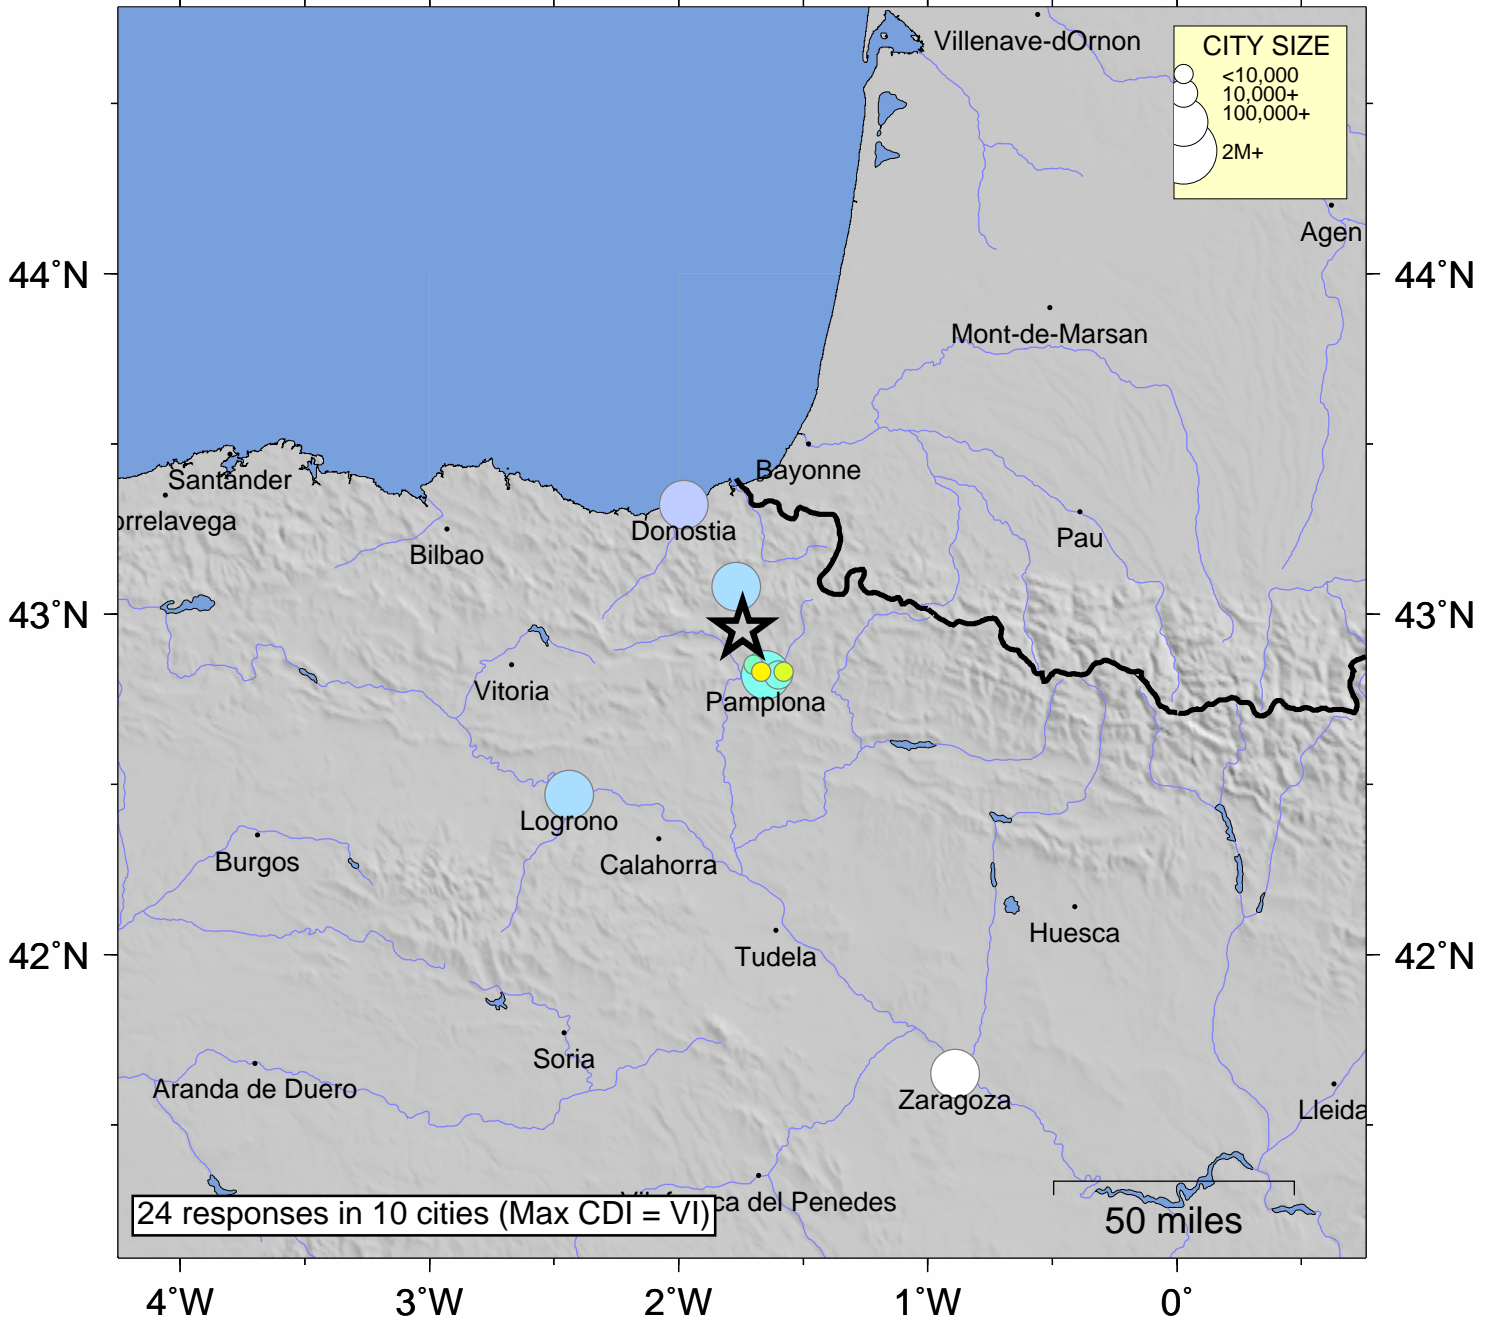 Villenave-dOrnon
CITY SIZE
<10,000
10,000+
100,000+
2M+
Agen
44°N
44°N
Mont-de-Marsan
Bayonne
Santander
orrelavega
Donostia
Pau
Bilbao
43°N
43°N
Vitoria
Pamplona
Logrono
Calahorra
Burgos
Huesca
42°N
42°N
Tudela
Soria
Aranda de Duero
Zaragoza
Lleida
ca del Penedes
24 responses in 10 cities (Max CDI = VI)
50 miles
4°W
3°W
2°W
1°W
0°